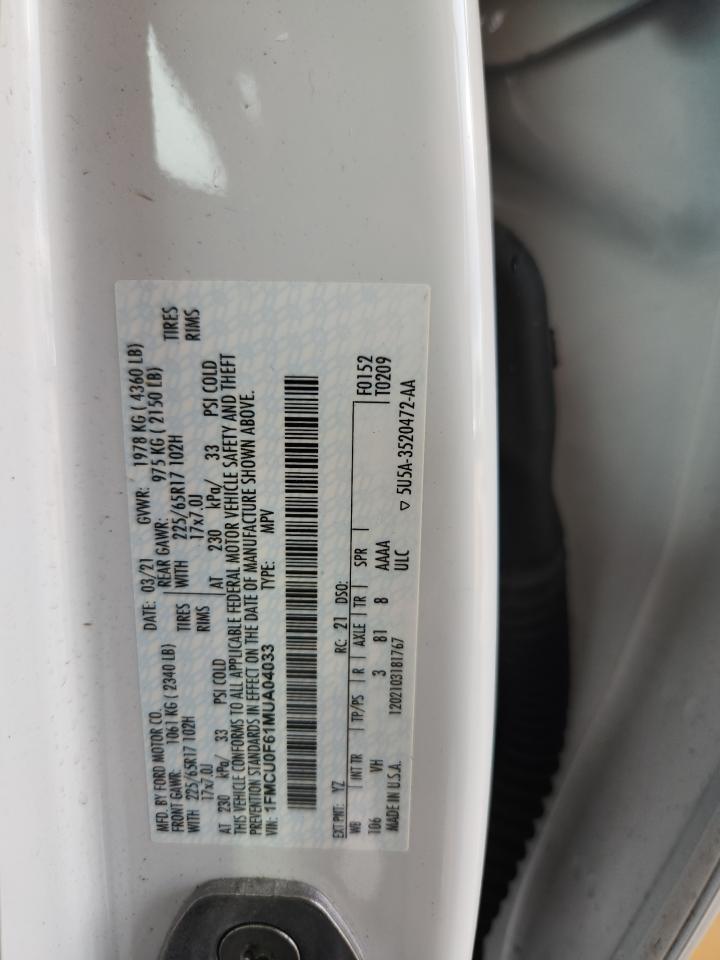 MFD. BY FORD MOTOR CO. DATE: 03/21 GVWR: 1978 KG ( 4360 LB)
FRONT GAWR: 1061 KG ( 2340 LB) REAR GAWR: 975 KG ( 2150 LB)
WITH 225/65R17 102H TIRES WITH 225/65R17 102H TIRES
17x7.0J RIMS 17x7.0J RIMS
AT 230 kPa/ 33 PSI COLD AT 230 kPa/ 33 PSI COLD
THIS VEHICLE CONFORMS TO ALL APPLICABLE FEDERAL MOTOR VEHICLE SAFETY AND THEFT
PREVENTION STANDARDS IN EFFECT ON THE DATE OF MANUFACTURE SHOWN ABOVE.
VIN: 1FMCU0F61MUA04033 TYPE: MPV
EXT PNT: YZ RC: 21 DSO: F0152
WB INT TR TP/PS R AXLE TR SPR T0209
106 VH 3 81 8 AAAA
MADE IN U.S.A. 1202103181767 ULC ▽ 5U5A-3520472-AA